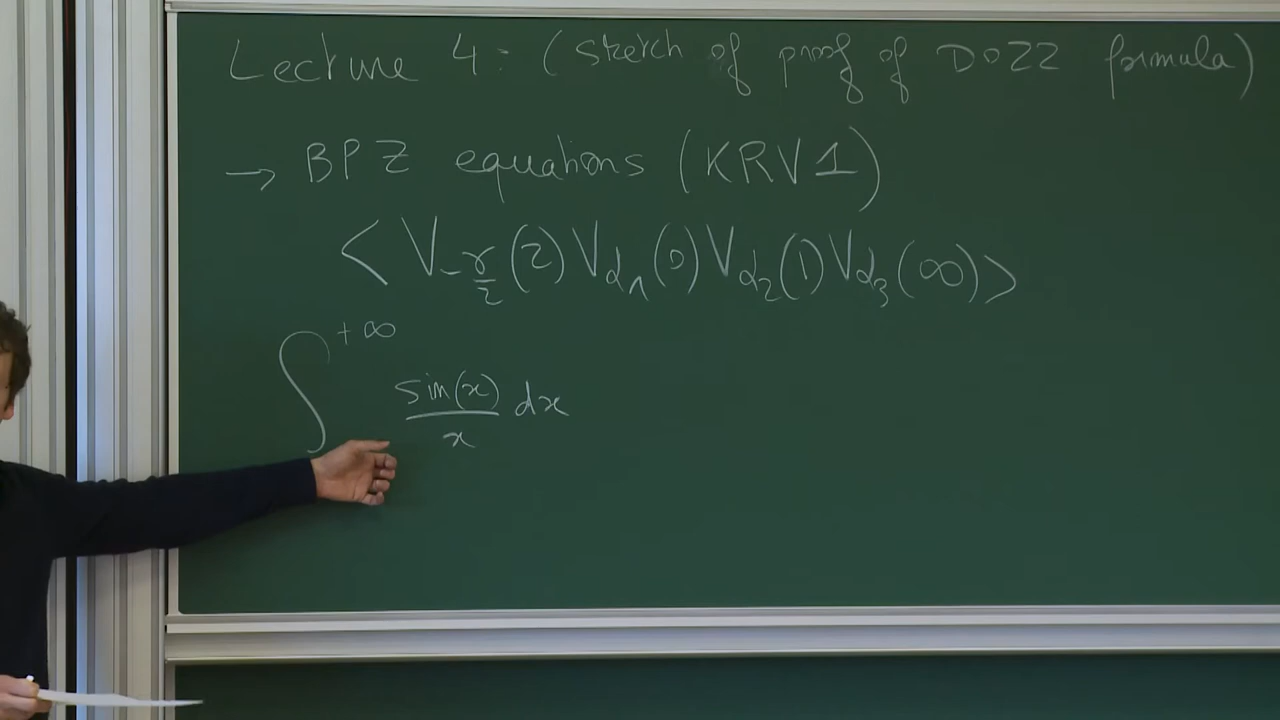 Lecture 4: (sketch of proof of DOZZ formula)
→ BPZ equations (KRV1)
< V_{-γ/2}(z) V_{α_1}(0) V_{α_2}(1) V_{α_3}(∞) >
∫^{+∞} sin(x)/x dx